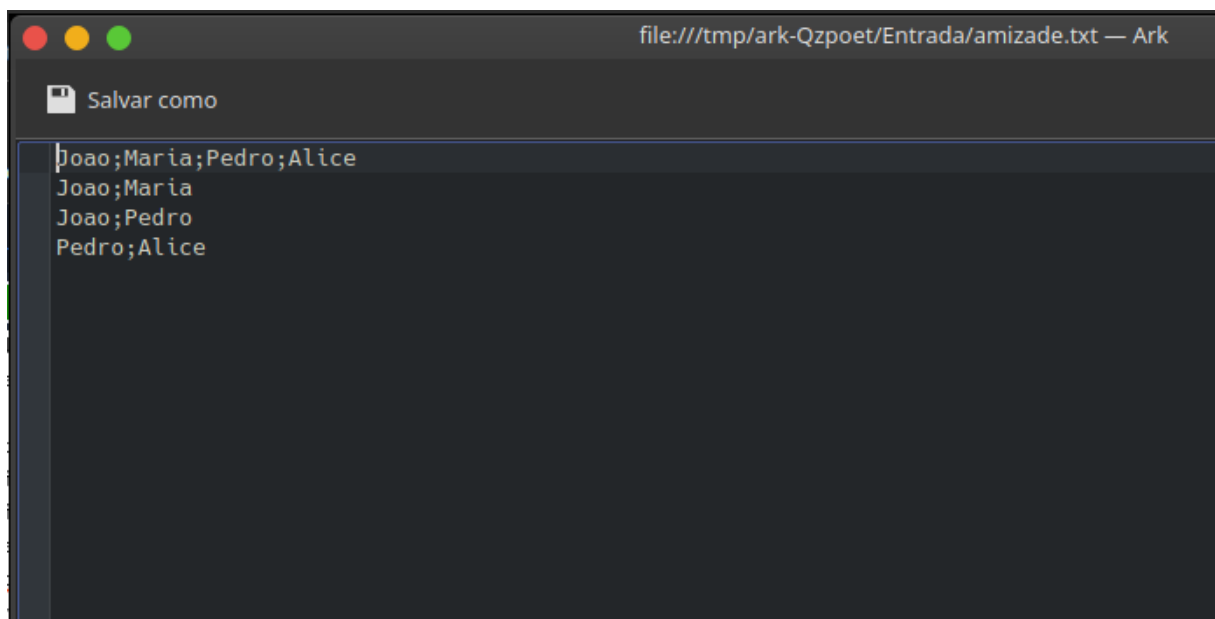 file:///tmp/ark-Qzpoet/Entrada/amizade.txt — Ark
Salvar como
Joao;Maria;Pedro;Alice
Joao;Maria
Joao;Pedro
Pedro;Alice